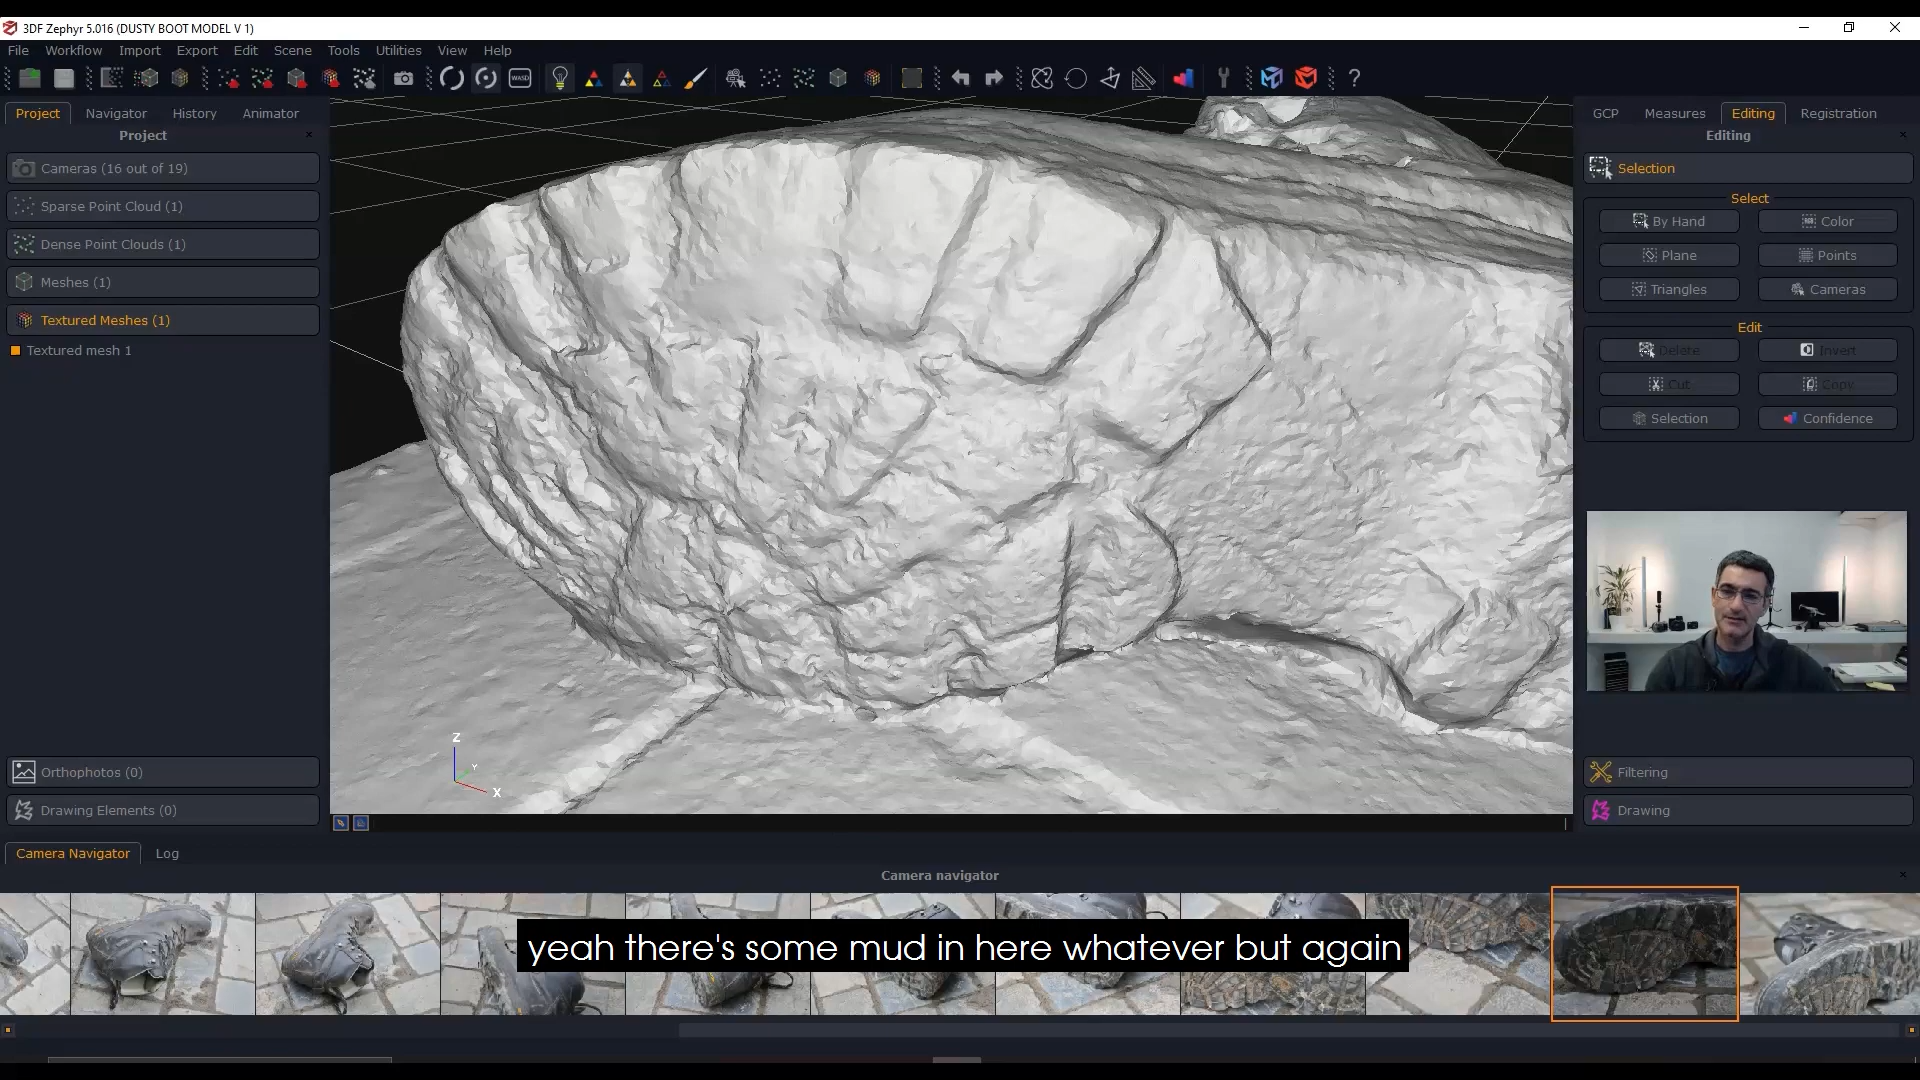 3DF Zephyr 5.016 (DUSTY BOOT MODEL V 1)
File Workflow Import Export Edit Scene Tools Utilities View Help
WASD
Project Navigator History Animator
Project
Cameras (16 out of 19)
Sparse Point Cloud (1)
Dense Point Clouds (1)
Meshes (1)
Textured Meshes (1)
Textured mesh 1
Orthophotos (0)
Drawing Elements (0)
Z
Y
X
GCP Measures Editing Registration
Editing
Selection
Select
By Hand Color
Plane Points
Triangles Cameras
Edit
Delete Invert
Cut Copy
Selection Confidence
Filtering
Drawing
Camera Navigator Log
Camera navigator
yeah there's some mud in here whatever but again